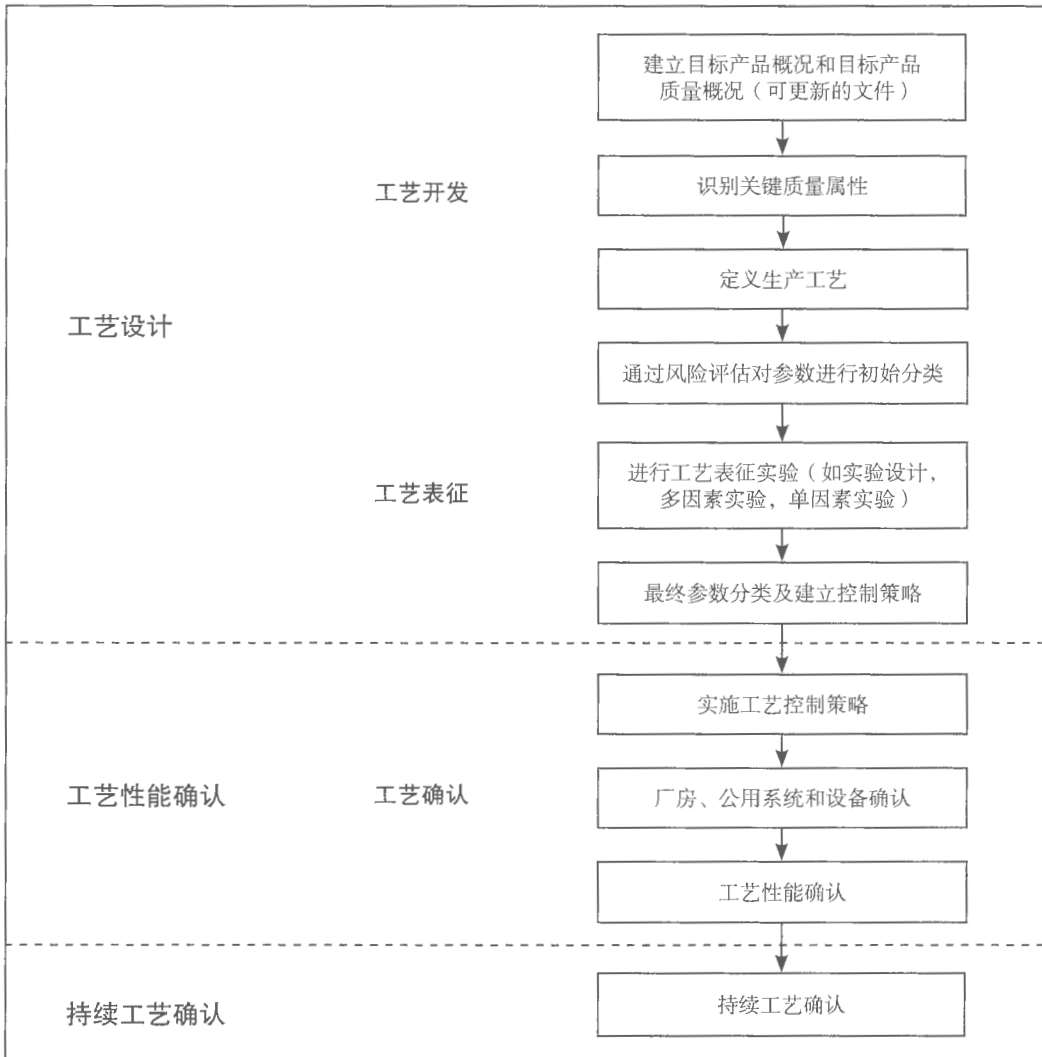 建立目标产品概况和目标产品
质量概况（可更新的文件）
工艺开发
识别关键质量属性
定义生产工艺
工艺设计
通过风险评估对参数进行初始分类
进行工艺表征实验（如实验设计，
工艺表征
多因素实验，单因素实验）
最终参数分类及建立控制策略
实施工艺控制策略
工艺性能确认
工艺确认
厂房、公用系统和设备确认
工艺性能确认
持续工艺确认
持续工艺确认